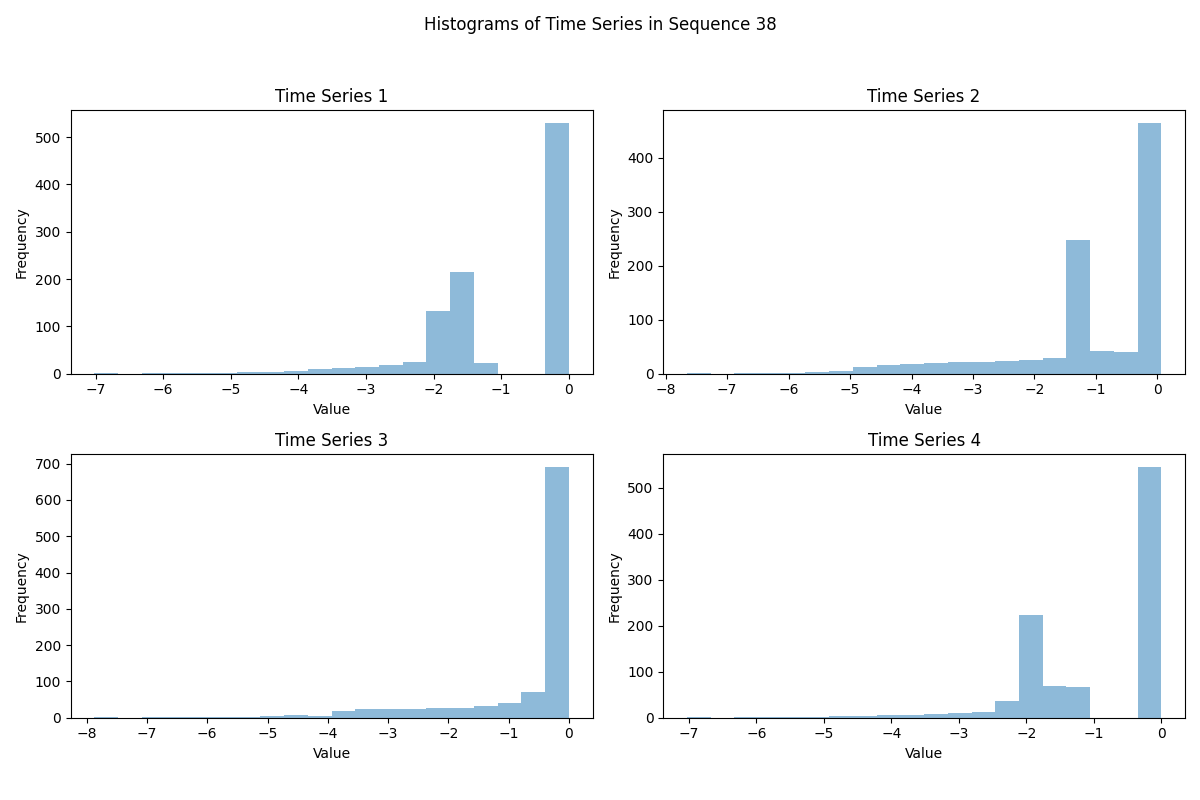 Histograms of Time Series in Sequence 38
Time Series 1
500
400
300
200
100
0
−7 −6 −5 −4 −3 −2 −1 0
Value
Frequency
Time Series 2
400
300
200
100
0
−8 −7 −6 −5 −4 −3 −2 −1 0
Value
Frequency
Time Series 3
700
600
500
400
300
200
100
0
−8 −7 −6 −5 −4 −3 −2 −1 0
Value
Frequency
Time Series 4
500
400
300
200
100
0
−7 −6 −5 −4 −3 −2 −1 0
Value
Frequency